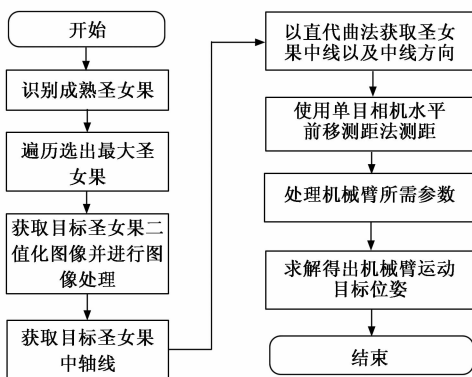 开始
识别成熟圣女果
遍历选出最大圣
女果
获取目标圣女果二
值化图像并进行图
像处理
获取目标圣女果
中轴线
以直代曲法获取圣女
果中线以及中线方向
使用单目相机水平
前移测距法测距
处理机械臂所需参数
求解得出机械臂运动
目标位姿
结束